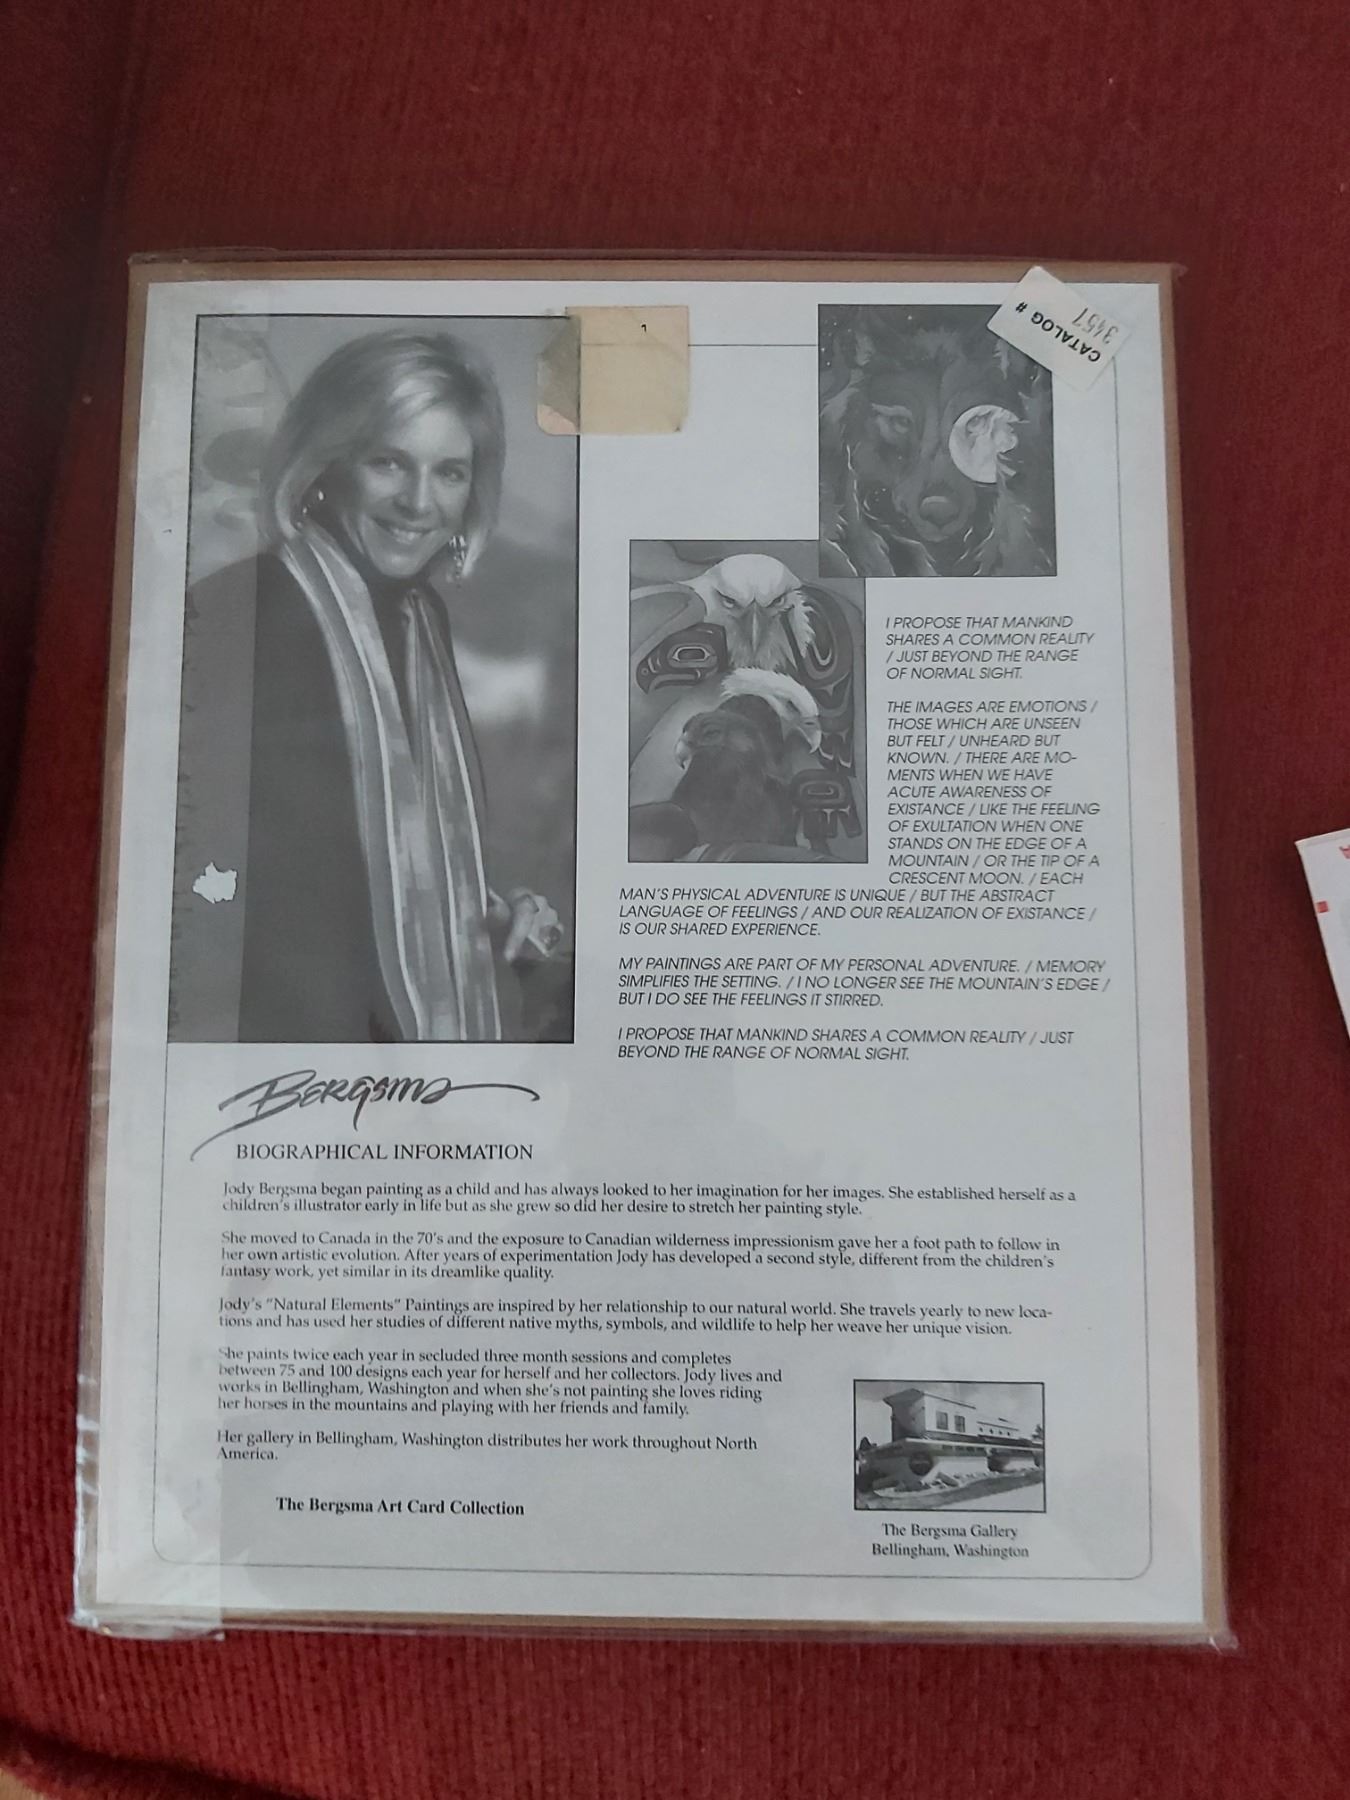 CATALOG #
3457
I PROPOSE THAT MANKIND
SHARES A COMMON REALITY
/ JUST BEYOND THE RANGE
OF NORMAL SIGHT.
THE IMAGES ARE EMOTIONS /
THOSE WHICH ARE UNSEEN
BUT FELT / UNHEARD BUT
KNOWN. / THERE ARE MO-
MENTS WHEN WE HAVE
ACUTE AWARENESS OF
EXISTANCE / LIKE THE FEELING
OF EXULTATION WHEN ONE
STANDS ON THE EDGE OF A
MOUNTAIN / OR THE TIP OF A
CRESCENT MOON. / EACH
MAN'S PHYSICAL ADVENTURE IS UNIQUE / BUT THE ABSTRACT
LANGUAGE OF FEELINGS / AND OUR REALIZATION OF EXISTANCE /
IS OUR SHARED EXPERIENCE.
MY PAINTINGS ARE PART OF MY PERSONAL ADVENTURE. / MEMORY
SIMPLIFIES THE SETTING. / I NO LONGER SEE THE MOUNTAIN'S EDGE /
BUT I DO SEE THE FEELINGS IT STIRRED.
I PROPOSE THAT MANKIND SHARES A COMMON REALITY / JUST
BEYOND THE RANGE OF NORMAL SIGHT.
BERGSMA
BIOGRAPHICAL INFORMATION
Jody Bergsma began painting as a child and has always looked to her imagination for her images. She established herself as a
children's illustrator early in life but as she grew so did her desire to stretch her painting style.
She moved to Canada in the 70's and the exposure to Canadian wilderness impressionism gave her a foot path to follow in
her own artistic evolution. After years of experimentation Jody has developed a second style, different from the children's
fantasy work, yet similar in its dreamlike quality.
Jody's "Natural Elements" Paintings are inspired by her relationship to our natural world. She travels yearly to new loca-
tions and has used her studies of different native myths, symbols, and wildlife to help her weave her unique vision.
She paints twice each year in secluded three month sessions and completes
between 75 and 100 designs each year for herself and her collectors. Jody lives and
works in Bellingham, Washington and when she's not painting she loves riding
her horses in the mountains and playing with her friends and family.
Her gallery in Bellingham, Washington distributes her work throughout North
America.
The Bergsma Art Card Collection
The Bergsma Gallery
Bellingham, Washington